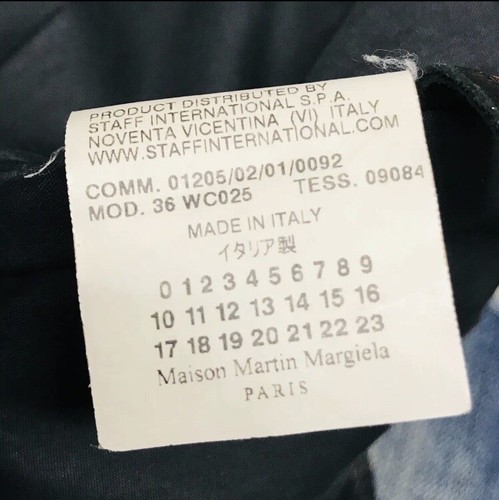 PRODUCT DISTRIBUTED BY
STAFF INTERNATIONAL S.P.A.
NOVENTA VICENTINA (VI) ITALY
WWW.STAFFINTERNATIONAL.COM
COMM. 01205/02/01/0092
MOD. 36 WC025 TESS. 09084
MADE IN ITALY
イタリア製
0 1 2 3 4 5 6 7 8 9
10 11 12 13 14 15 16
17 18 19 20 21 22 23
Maison Martin Margiela
PARIS